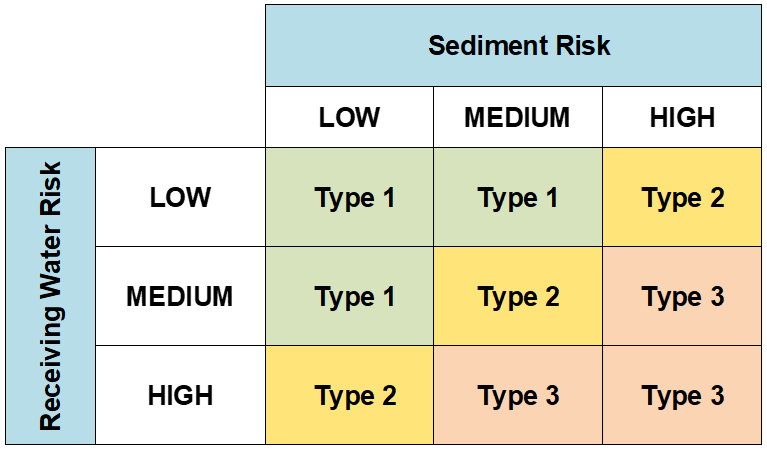 Sediment Risk
LOW MEDIUM HIGH
Receiving Water Risk
LOW Type 1 Type 1 Type 2
MEDIUM Type 1 Type 2 Type 3
HIGH Type 2 Type 3 Type 3